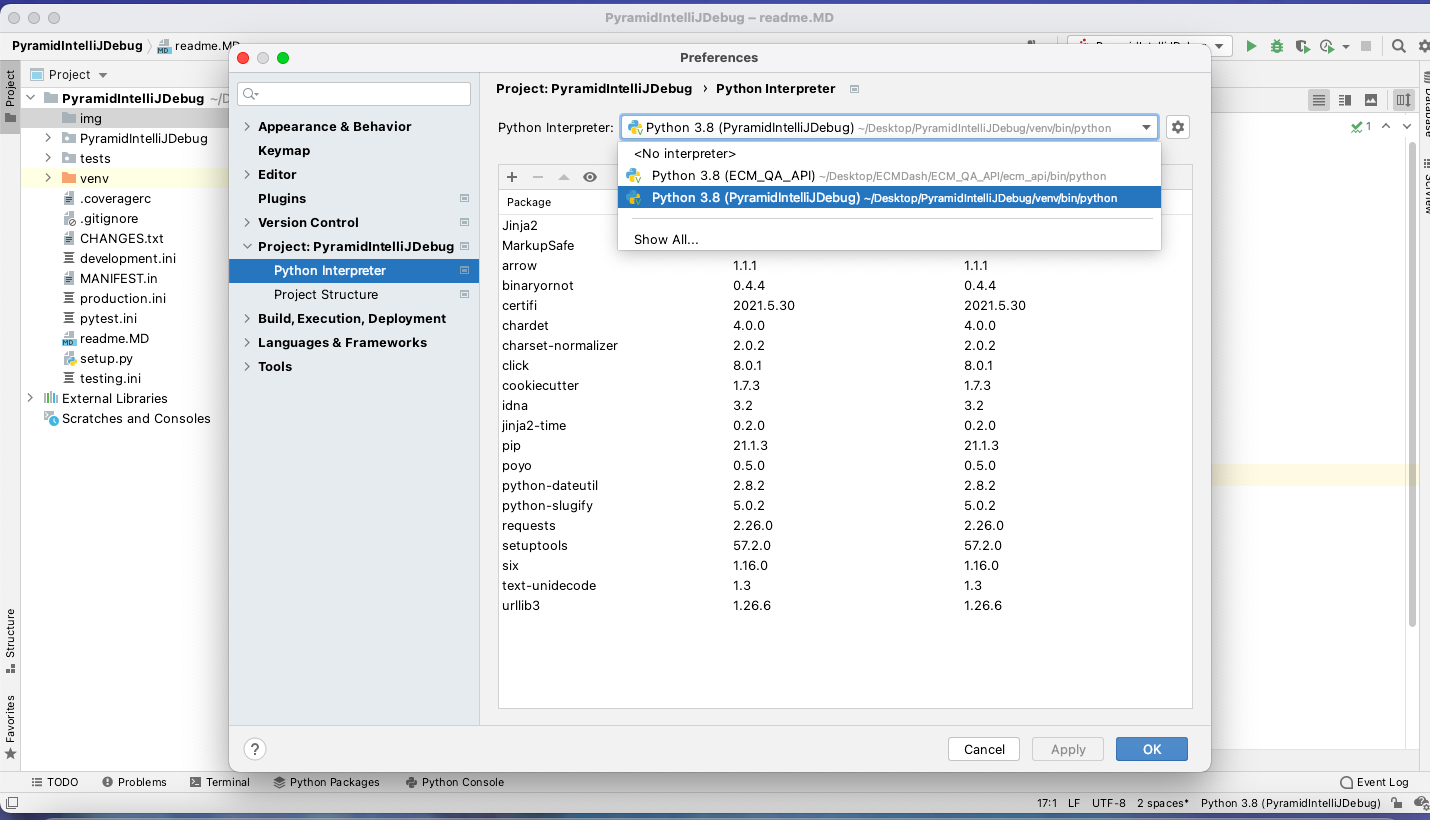 PyramidIntelliJDebug – readme.MD
PyramidIntelliJDebug
readme.MD
Project
Project
PyramidIntelliJDebug ~/D
img
PyramidIntelliJDebug
tests
venv
.coveragerc
.gitignore
CHANGES.txt
development.ini
MANIFEST.in
production.ini
pytest.ini
readme.MD
setup.py
testing.ini
External Libraries
Scratches and Consoles
Structure
Favorites
Preferences
Appearance & Behavior
Keymap
Editor
Plugins
Version Control
Project: PyramidIntelliJDebug
Python Interpreter
Project Structure
Build, Execution, Deployment
Languages & Frameworks
Tools
Project: PyramidIntelliJDebug › Python Interpreter
Python Interpreter: Python 3.8 (PyramidIntelliJDebug) ~/Desktop/PyramidIntelliJDebug/venv/bin/python
<No interpreter>
Python 3.8 (ECM_QA_API) ~/Desktop/ECMDash/ECM_QA_API/ecm_api/bin/python
Python 3.8 (PyramidIntelliJDebug) ~/Desktop/PyramidIntelliJDebug/venv/bin/python
Show All...
Package
Jinja2
MarkupSafe
arrow 1.1.1 1.1.1
binaryornot 0.4.4 0.4.4
certifi 2021.5.30 2021.5.30
chardet 4.0.0 4.0.0
charset-normalizer 2.0.2 2.0.2
click 8.0.1 8.0.1
cookiecutter 1.7.3 1.7.3
idna 3.2 3.2
jinja2-time 0.2.0 0.2.0
pip 21.1.3 21.1.3
poyo 0.5.0 0.5.0
python-dateutil 2.8.2 2.8.2
python-slugify 5.0.2 5.0.2
requests 2.26.0 2.26.0
setuptools 57.2.0 57.2.0
six 1.16.0 1.16.0
text-unidecode 1.3 1.3
urllib3 1.26.6 1.26.6
? Cancel Apply OK
1
Database
SciView
TODO Problems Terminal Python Packages Python Console Event Log
17:1 LF UTF-8 2 spaces* Python 3.8 (PyramidIntelliJDebug)